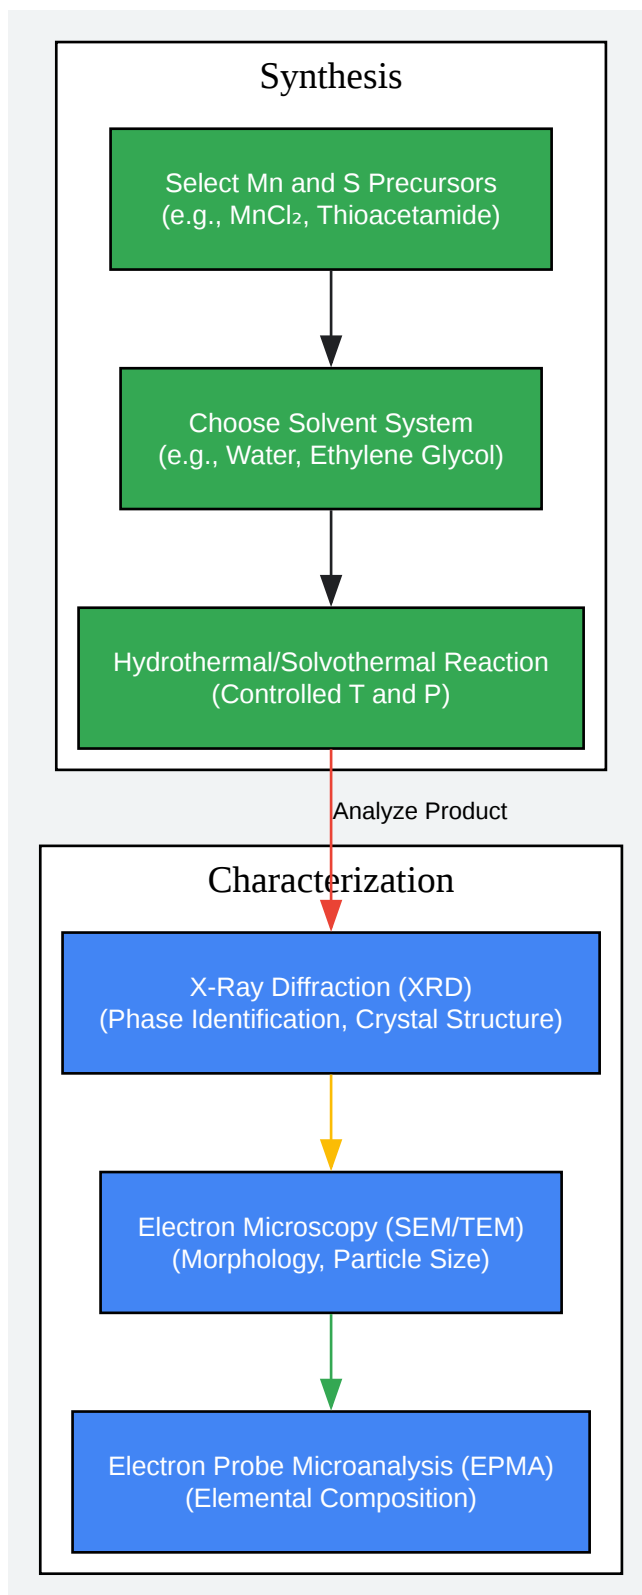 Synthesis
Select Mn and S Precursors
(e.g., MnCl₂, Thioacetamide)
Choose Solvent System
(e.g., Water, Ethylene Glycol)
Hydrothermal/Solvothermal Reaction
(Controlled T and P)
Analyze Product
Characterization
X-Ray Diffraction (XRD)
(Phase Identification, Crystal Structure)
Electron Microscopy (SEM/TEM)
(Morphology, Particle Size)
Electron Probe Microanalysis (EPMA)
(Elemental Composition)